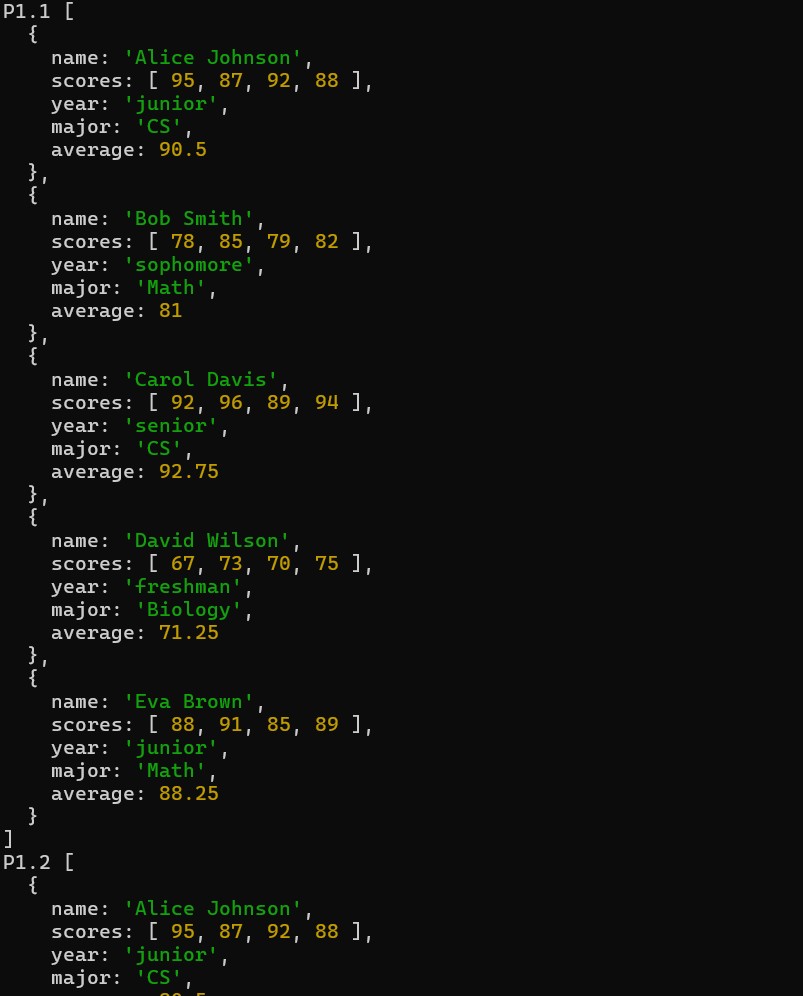 P1.1 [
  {
    name: 'Alice Johnson',
    scores: [ 95, 87, 92, 88 ],
    year: 'junior',
    major: 'CS',
    average: 90.5
  },
  {
    name: 'Bob Smith',
    scores: [ 78, 85, 79, 82 ],
    year: 'sophomore',
    major: 'Math',
    average: 81
  },
  {
    name: 'Carol Davis',
    scores: [ 92, 96, 89, 94 ],
    year: 'senior',
    major: 'CS',
    average: 92.75
  },
  {
    name: 'David Wilson',
    scores: [ 67, 73, 70, 75 ],
    year: 'freshman',
    major: 'Biology',
    average: 71.25
  },
  {
    name: 'Eva Brown',
    scores: [ 88, 91, 85, 89 ],
    year: 'junior',
    major: 'Math',
    average: 88.25
  }
]
P1.2 [
  {
    name: 'Alice Johnson',
    scores: [ 95, 87, 92, 88 ],
    year: 'junior',
    major: 'CS',